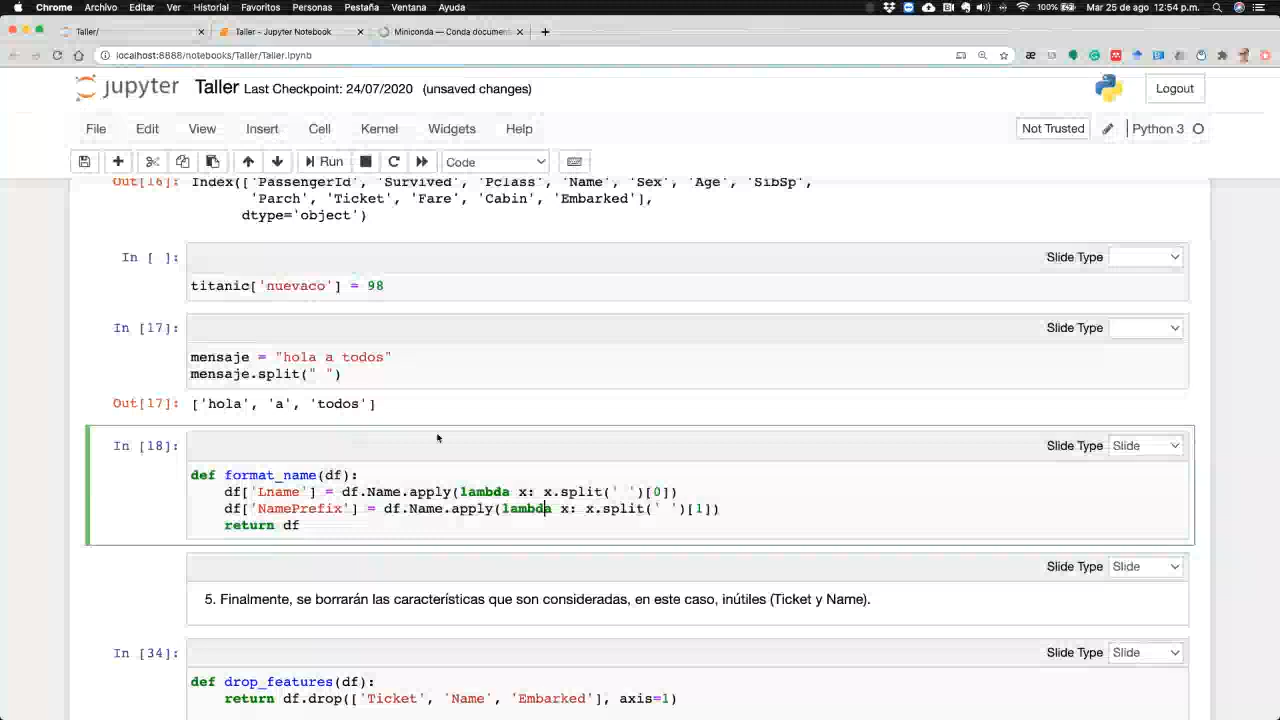 Chrome Archivo Editar Ver Historial Favoritos Personas Pestaña Ventana Ayuda 100% Mar 25 de ago 12:54 p.m.
Taller/ Taller - Jupyter Notebook Miniconda — Conda document
localhost:8888/notebooks/Taller/Taller.ipynb
jupyter Taller Last Checkpoint: 24/07/2020 (unsaved changes) Logout
File Edit View Insert Cell Kernel Widgets Help Not Trusted Python 3
Run Code
Out[16]: Index(['PassengerId', 'Survived', 'Pclass', 'Name', 'Sex', 'Age', 'SibSp',
'Parch', 'Ticket', 'Fare', 'Cabin', 'Embarked'],
dtype='object')
In [ ]: Slide Type
titanic['nuevaco'] = 98
In [17]: Slide Type
mensaje = "hola a todos"
mensaje.split(" ")
Out[17]: ['hola', 'a', 'todos']
In [18]: Slide Type Slide
def format_name(df):
df['Lname'] = df.Name.apply(lambda x: x.split(' ')[0])
df['NamePrefix'] = df.Name.apply(lambda x: x.split(' ')[1])
return df
Slide Type Slide
5. Finalmente, se borrarán las características que son consideradas, en este caso, inútiles (Ticket y Name).
In [34]: Slide Type Slide
def drop_features(df):
return df.drop(['Ticket', 'Name', 'Embarked'], axis=1)